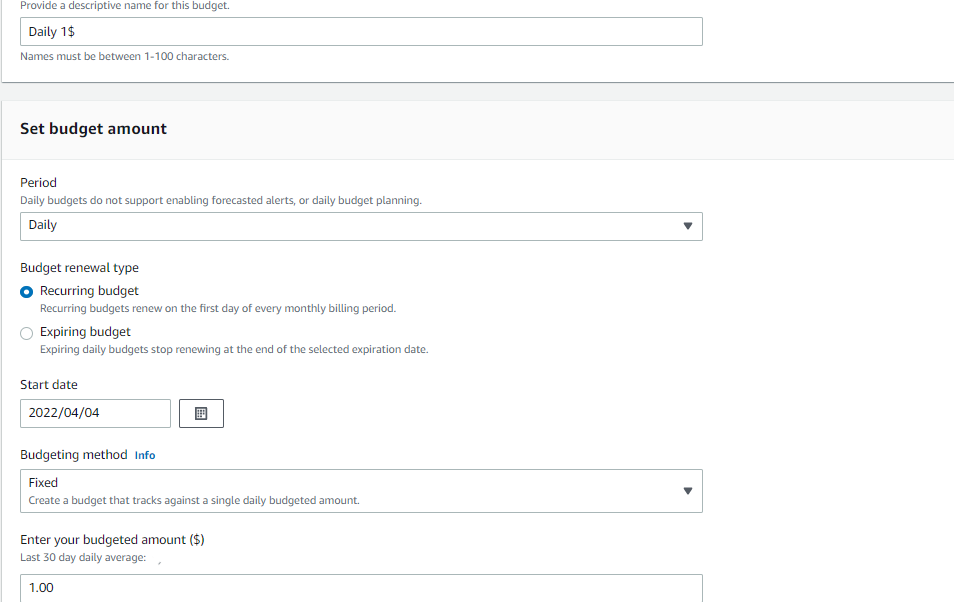 Provide a descriptive name for this budget.
Daily 1$
Names must be between 1-100 characters.
Set budget amount
Period
Daily budgets do not support enabling forecasted alerts, or daily budget planning.
Daily
Budget renewal type
Recurring budget
Recurring budgets renew on the first day of every monthly billing period.
Expiring budget
Expiring daily budgets stop renewing at the end of the selected expiration date.
Start date
2022/04/04
Budgeting method Info
Fixed
Create a budget that tracks against a single daily budgeted amount.
Enter your budgeted amount ($)
Last 30 day daily average:
1.00